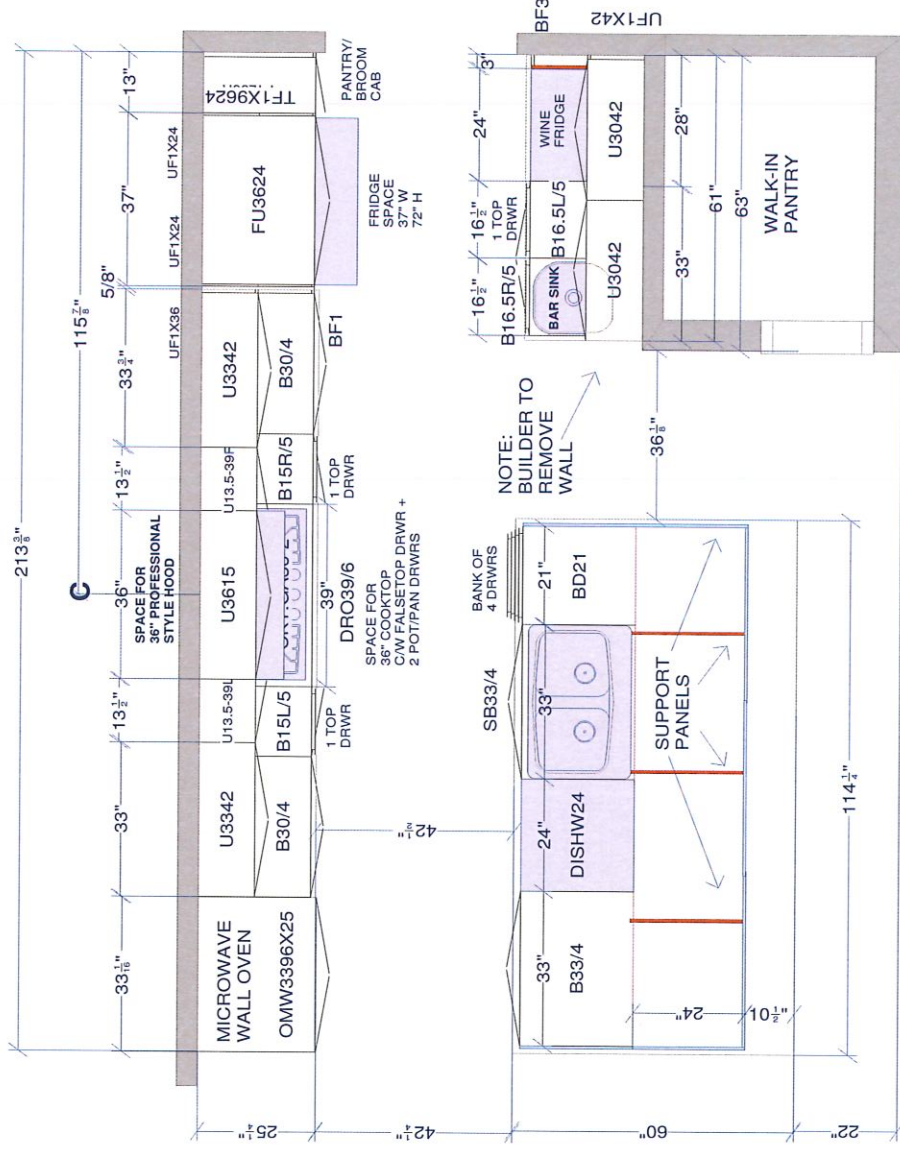 213 3/8"
C
115 7/8"
33 1/16"
33"
13 1/2"
36"
13 1/2"
33 3/4"
5/8"
37"
13"
SPACE FOR
36" PROFESSIONAL
STYLE HOOD
UF1X36
UF1X24
UF1X24
MICROWAVE
WALL OVEN
OMW3396X25
U3342
B30/4
U13.5-39L
B15L/5
U3615
U13.5-39R
B15R/5
U3342
B30/4
FU3624
TF1X9624
1 TOP
DRWR
39"
DRO39/6
SPACE FOR
36" COOKTOP
C/W FALSETOP DRWR +
2 POT/PAN DRWRS
1 TOP
DRWR
BF1
FRIDGE
SPACE
37" W
72" H
PANTRY/
BROOM
CAB
25 1/4"
42 1/4"
60"
22"
42 1/2"
33"
B33/4
24"
DISHW24
SB33/4
33"
BANK OF
4 DRWRS
21"
BD21
SUPPORT
PANELS
24"
10 1/2"
114 1/4"
36 1/8"
NOTE:
BUILDER TO
REMOVE
WALL
16 1/2"
16 1/2"
24"
3"
BF3
UF1X42
B16.5R/5
1 TOP
DRWR
BAR SINK
B16.5L/5
WINE
FRIDGE
U3042
U3042
33"
28"
61"
63"
WALK-IN
PANTRY